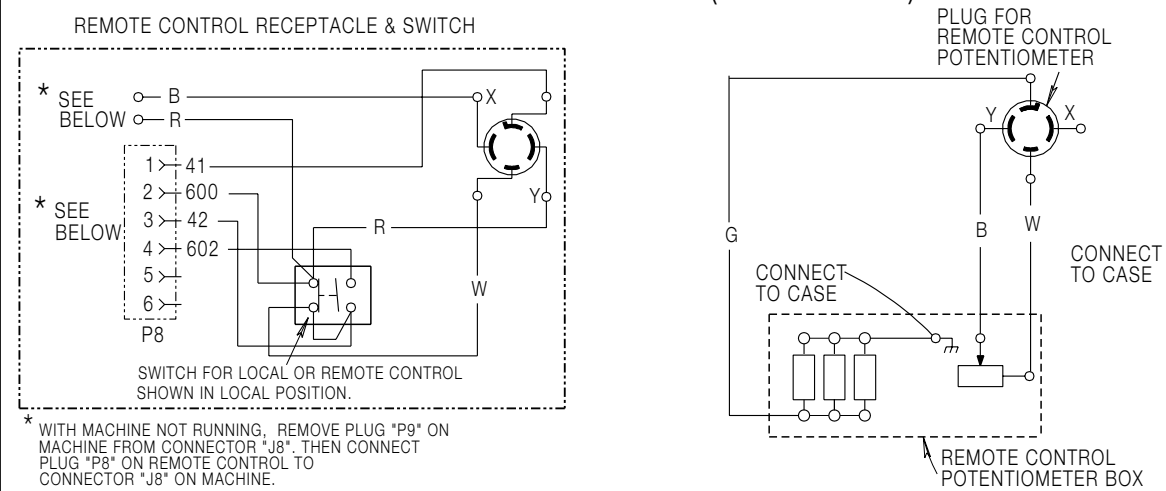 REMOTE CONTROL RECEPTACLE & SWITCH
* SEE
BELOW
B
R
X
1 41
2 600
3 42
4 602
5
6
P8
* SEE
BELOW
Y
R
W
SWITCH FOR LOCAL OR REMOTE CONTROL
SHOWN IN LOCAL POSITION.
* WITH MACHINE NOT RUNNING, REMOVE PLUG "P9" ON
MACHINE FROM CONNECTOR "J8". THEN CONNECT
PLUG "P8" ON REMOTE CONTROL TO
CONNECTOR "J8" ON MACHINE.
PLUG FOR
REMOTE CONTROL
POTENTIOMETER
Y
X
G
B
W
CONNECT
TO CASE
CONNECT
TO CASE
REMOTE CONTROL
POTENTIOMETER BOX